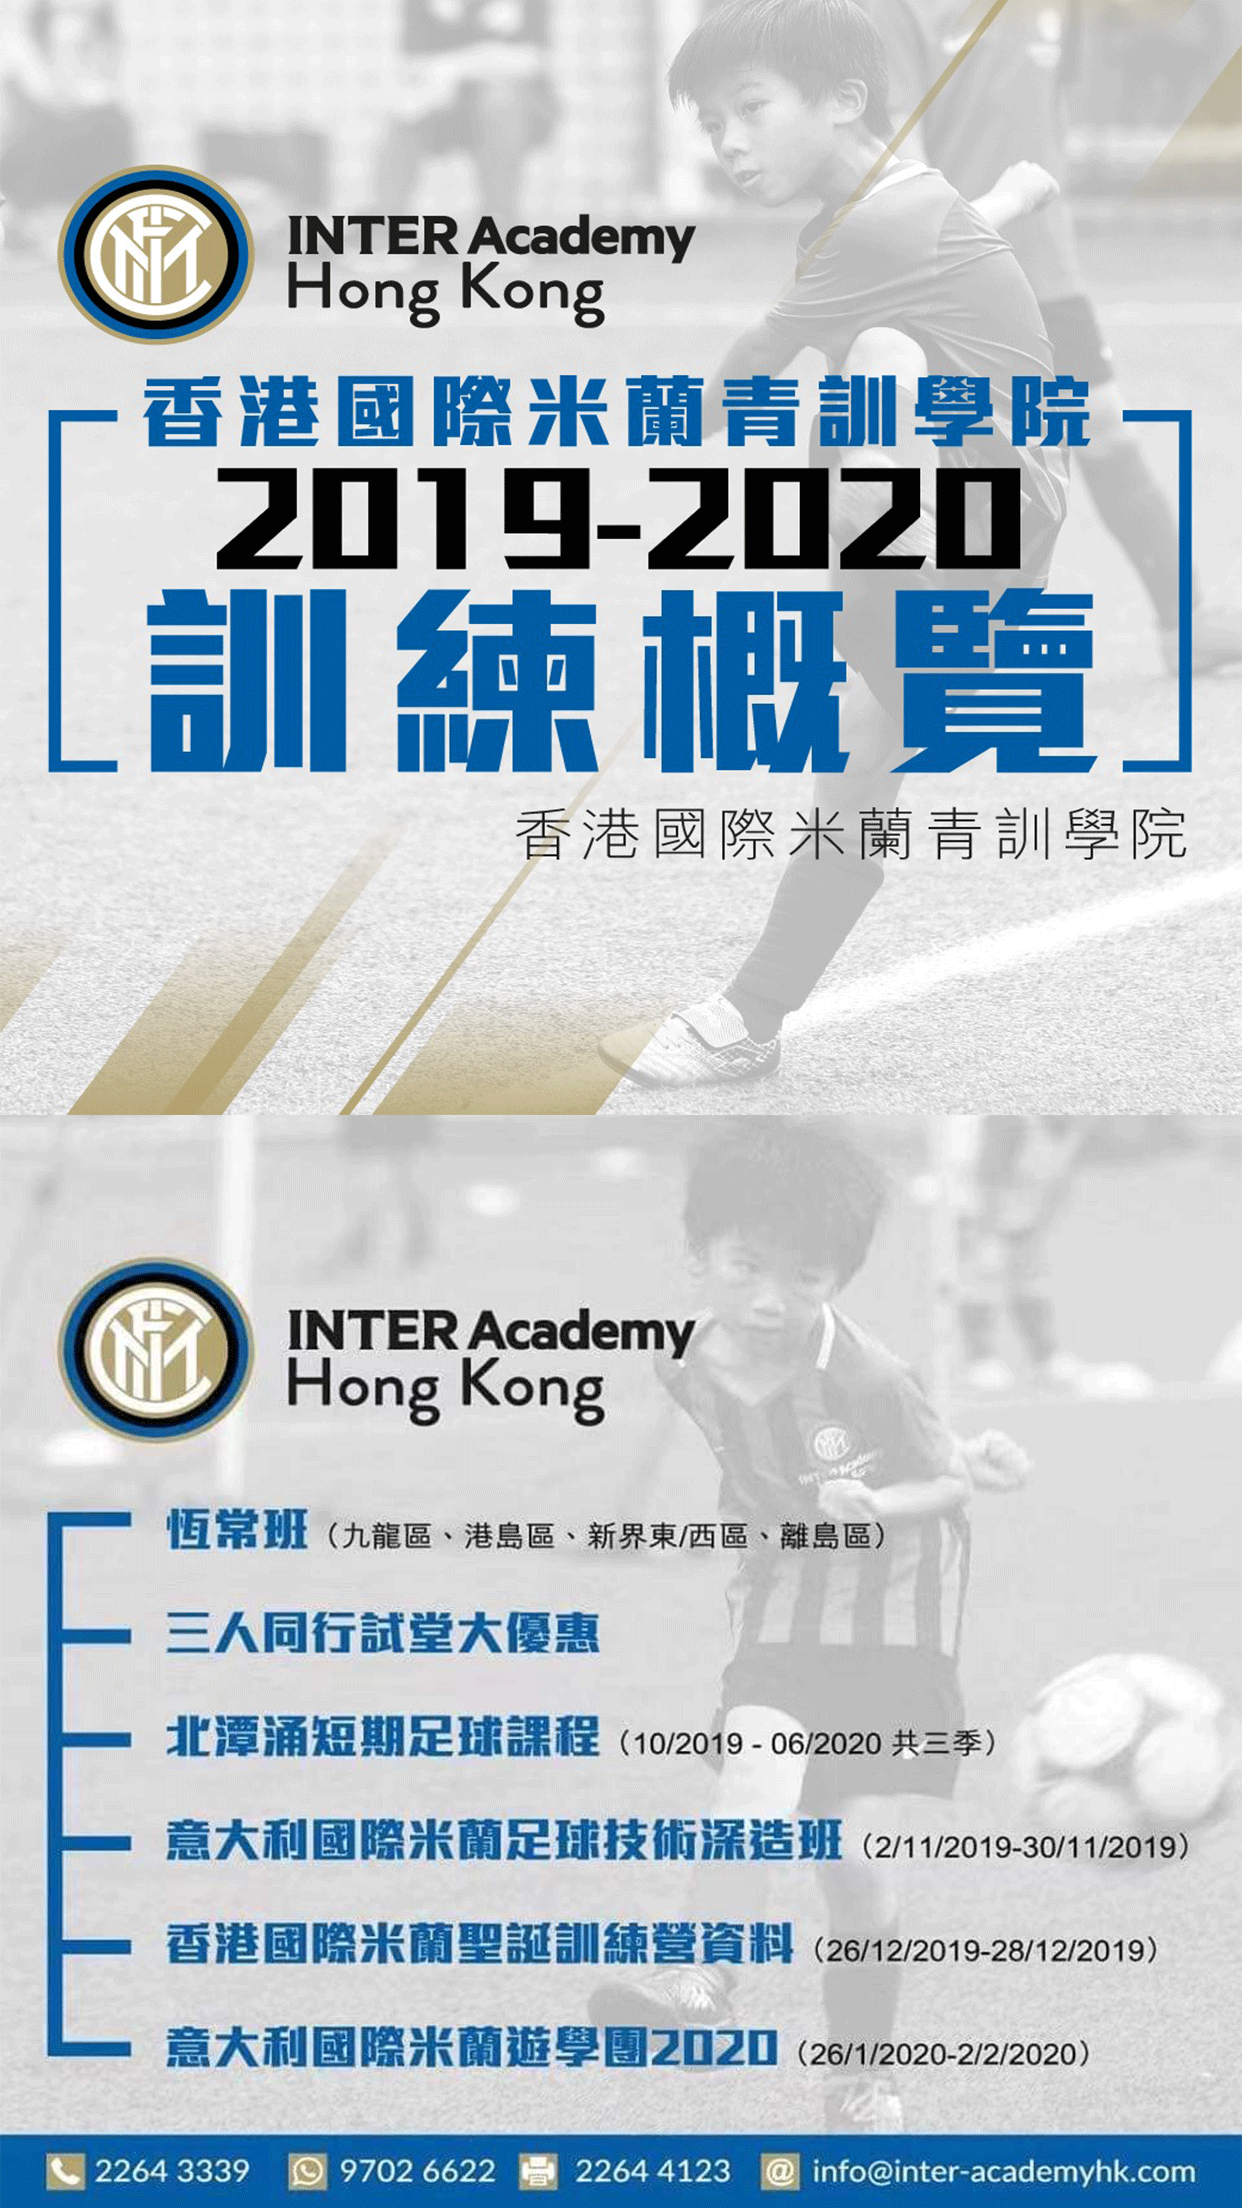 INTER Academy
Hong Kong
香港國際米蘭青訓學院
2019-2020
訓練概覽
香港國際米蘭青訓學院
INTER Academy
Hong Kong
恆常班（九龍區、港島區、新界東/西區、離島區）
三人同行試堂大優惠
北潭涌短期足球課程（10/2019 - 06/2020 共三季）
意大利國際米蘭足球技術深造班（2/11/2019-30/11/2019）
香港國際米蘭聖誕訓練營資料（26/12/2019-28/12/2019）
意大利國際米蘭遊學團2020（26/1/2020-2/2/2020）
2264 3339 9702 6622 2264 4123 @ info@inter-academyhk.com